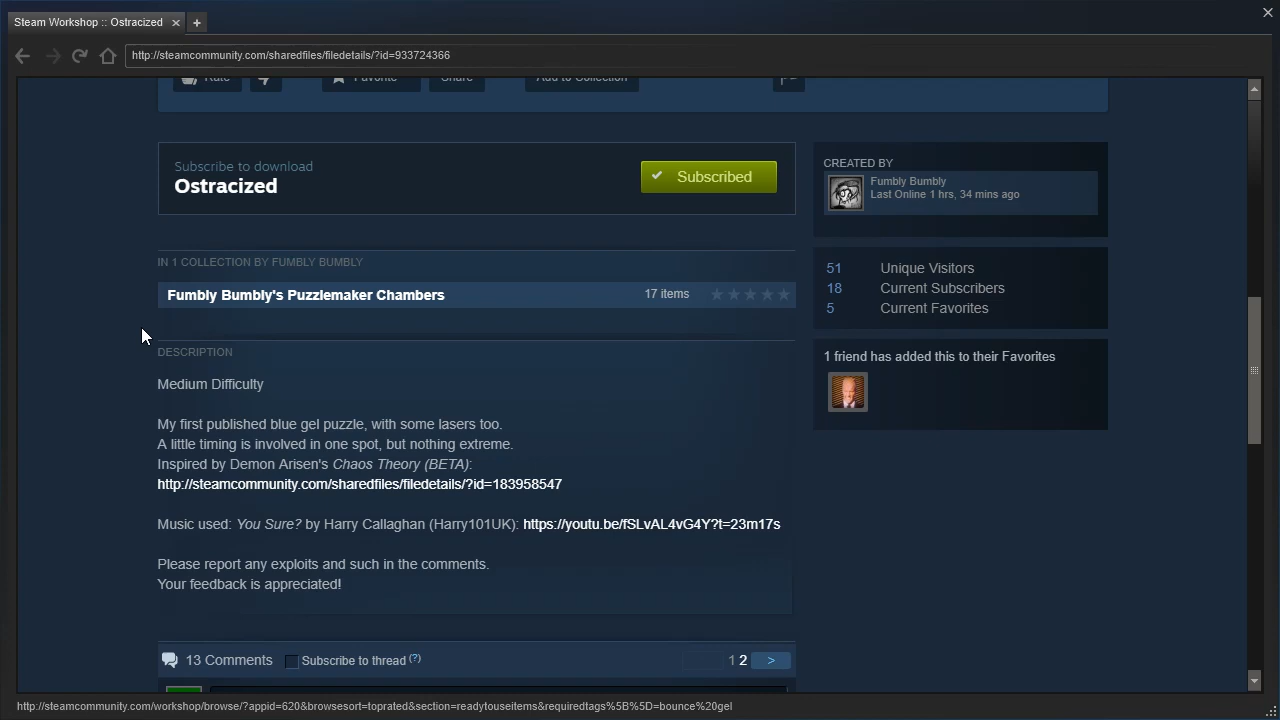 Steam Workshop :: Ostracized
http://steamcommunity.com/sharedfiles/filedetails/?id=933724366
Rate
Favorite
Share
Add to Collection
Subscribe to download
Ostracized
Subscribed
CREATED BY
Fumbly Bumbly
Last Online 1 hrs, 34 mins ago
IN 1 COLLECTION BY FUMBLY BUMBLY
Fumbly Bumbly's Puzzlemaker Chambers
17 items
51 Unique Visitors
18 Current Subscribers
5 Current Favorites
1 friend has added this to their Favorites
DESCRIPTION
Medium Difficulty
My first published blue gel puzzle, with some lasers too.
A little timing is involved in one spot, but nothing extreme.
Inspired by Demon Arisen's Chaos Theory (BETA):
http://steamcommunity.com/sharedfiles/filedetails/?id=183958547
Music used: You Sure? by Harry Callaghan (Harry101UK): https://youtu.be/fSLvAL4vG4Y?t=23m17s
Please report any exploits and such in the comments.
Your feedback is appreciated!
13 Comments
Subscribe to thread (?)
1 2 >
http://steamcommunity.com/workshop/browse/?appid=620&browsesort=toprated&section=readytouseitems&requiredtags%5B%5D=bounce%20gel